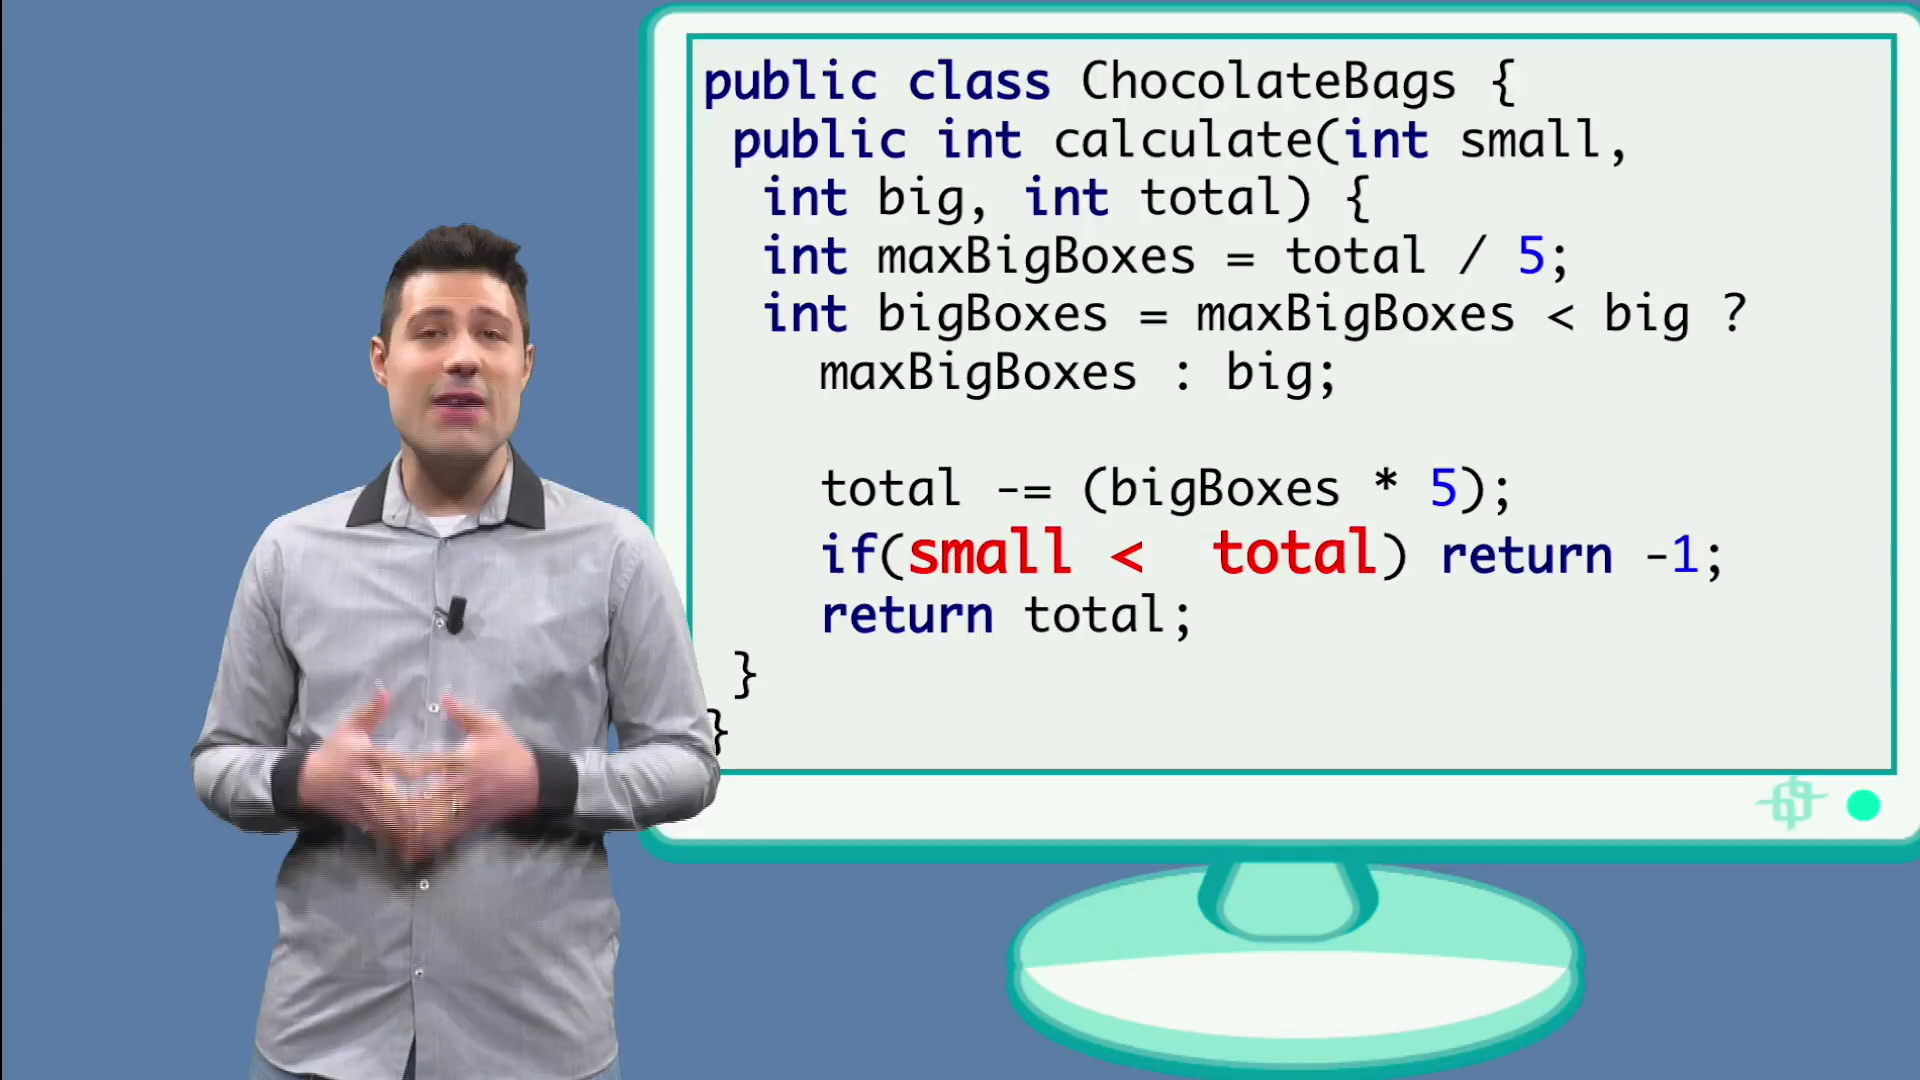 public class ChocolateBags {
public int calculate(int small,
int big, int total) {
int maxBigBoxes = total / 5;
int bigBoxes = maxBigBoxes < big ?
maxBigBoxes : big;
total -= (bigBoxes * 5);
if(small <  total) return -1;
return total;
}
}